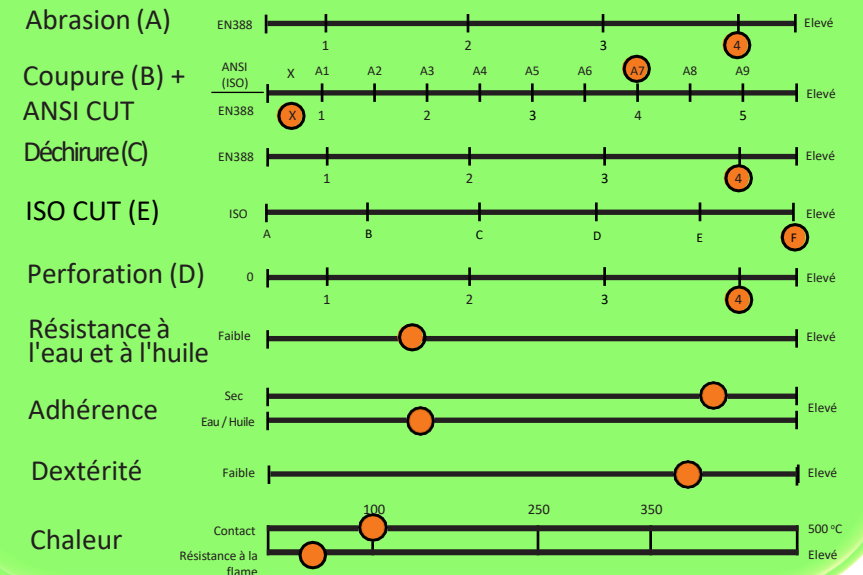 Abrasion (A) EN388 Elevé
1 2 3 4
Coupure (B) + ANSI (ISO) X A1 A2 A3 A4 A5 A6 A7 A8 A9
Elevé
ANSI CUT EN388 X 1 2 3 4 5
Déchirure (C) EN388 Elevé
1 2 3 4
ISO CUT (E) ISO Elevé
A B C D E F
Perforation (D) 0 Elevé
1 2 3 4
Résistance à
l'eau et à l'huile
Faible Elevé
Adhérence
Sec
Eau / Huile
Elevé
Dextérité Faible Elevé
100 250 350
Chaleur
Contact 500 °C
Résistance à la
flame
Elevé